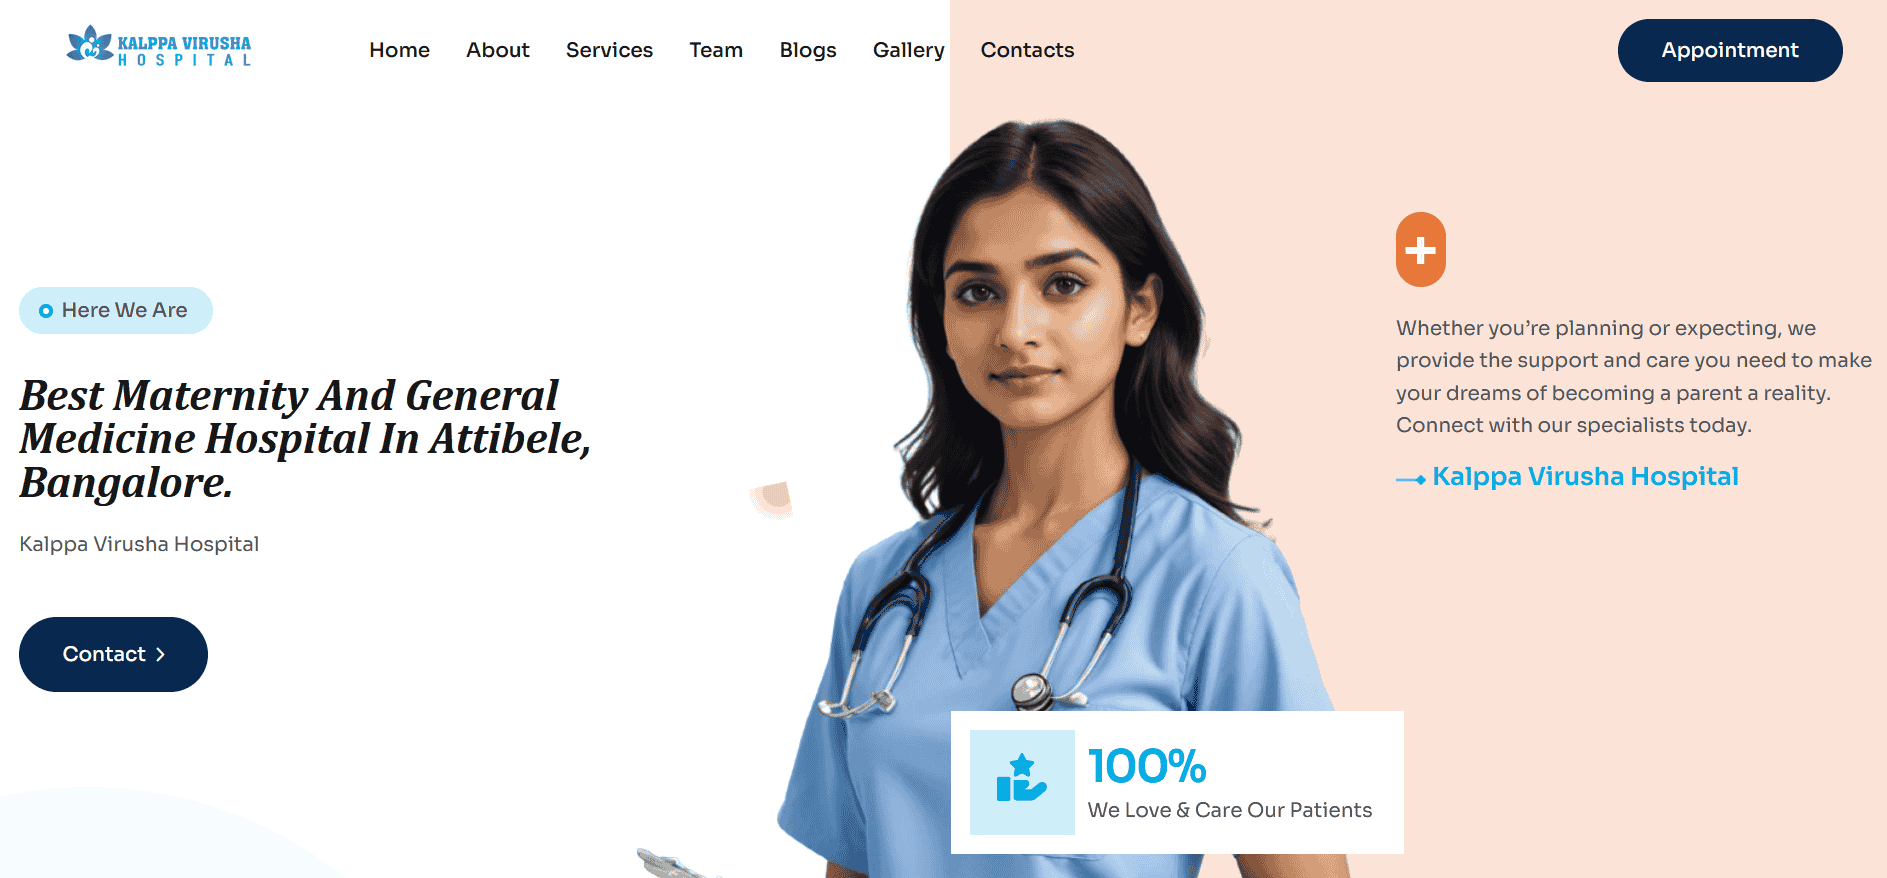 KALPPA VIRUSHA
HOSPITAL
Home
About
Services
Team
Blogs
Gallery
Contacts
Appointment
Here We Are
Best Maternity And General
Medicine Hospital In Attibele,
Bangalore.
Kalppa Virusha Hospital
Contact
Whether you’re planning or expecting, we
provide the support and care you need to make
your dreams of becoming a parent a reality.
Connect with our specialists today.
Kalppa Virusha Hospital
100%
We Love & Care Our Patients